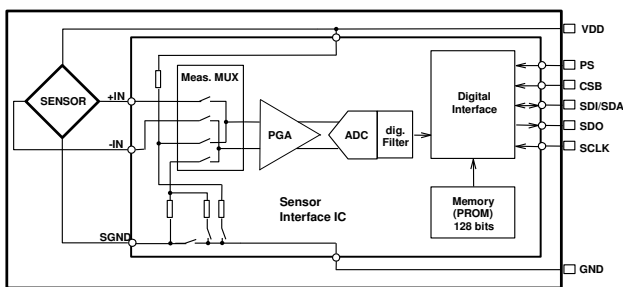 VDD
PS
CSB
SDI/SDA
SDO
SCLK
GND
SENSOR
+IN
-IN
SGND
Meas. MUX
PGA
ADC
dig.
Filter
Digital
Interface
Memory
(PROM)
128 bits
Sensor
Interface IC